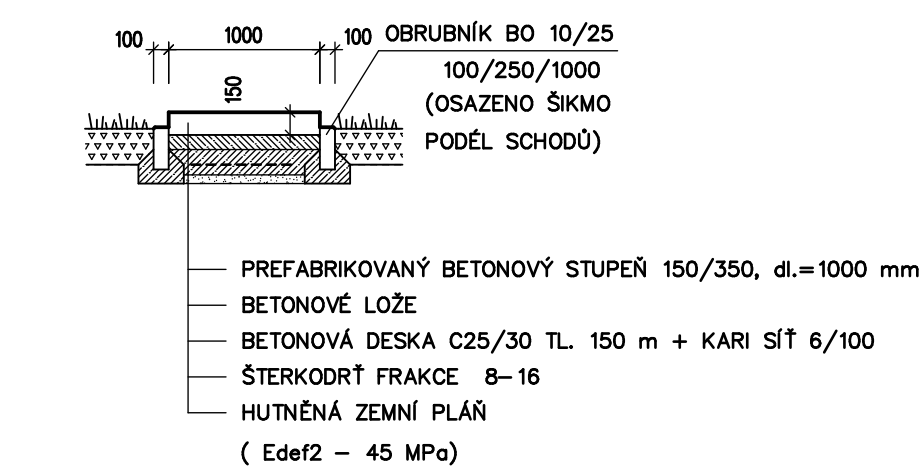 100 1000 100 OBRUBNÍK BO 10/25
100/250/1000
150
(OSAZENO ŠIKMO
PODÉL SCHODŮ)
PREFABRIKOVANÝ BETONOVÝ STUPEŇ 150/350, dl.=1000 mm
BETONOVÉ LOŽE
BETONOVÁ DESKA C25/30 TL. 150 m + KARI SÍŤ 6/100
ŠTERKODRŤ FRAKCE 8-16
HUTNĚNÁ ZEMNÍ PLÁŇ
( Edef2 - 45 MPa)